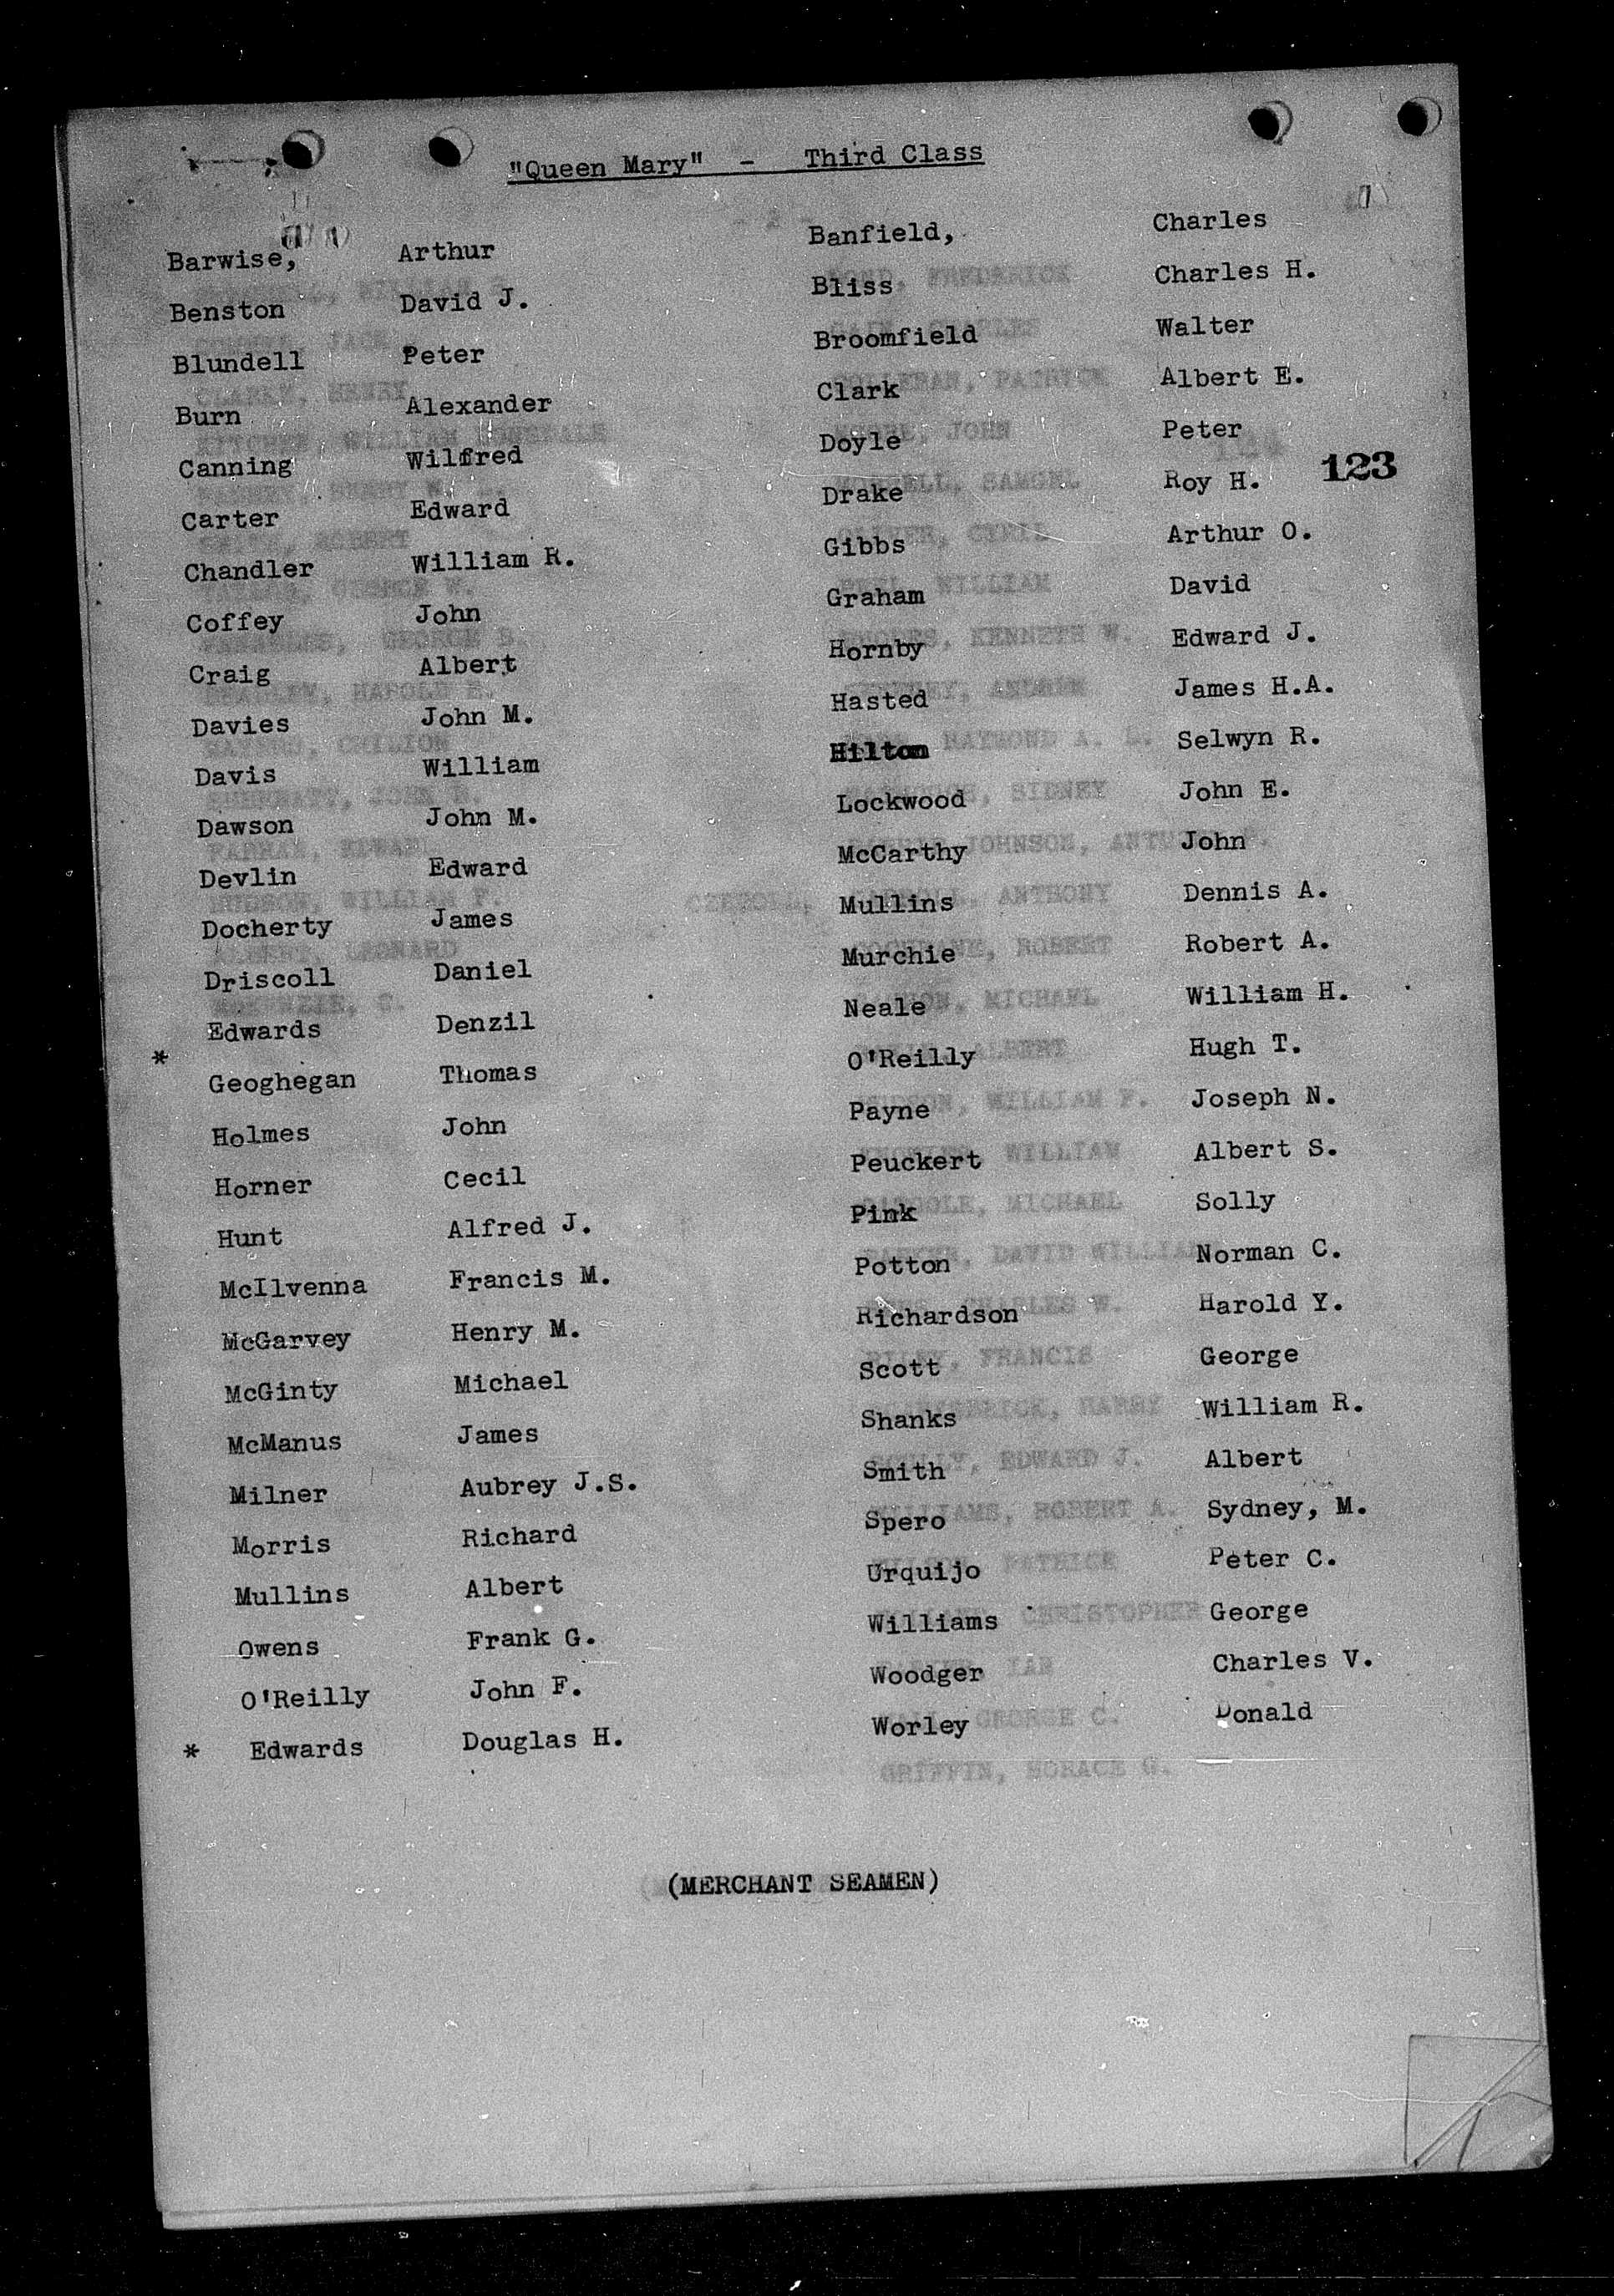 "Queen Mary" - Third Class
Barwise, Arthur
Benston David J.
Blundell Peter
Burn Alexander
Canning Wilfred
Carter Edward
Chandler William R.
Coffey John
Craig Albert
Davies John M.
Davis William
Dawson John M.
Devlin Edward
Docherty James
Driscoll Daniel
Edwards Denzil
*
Geoghegan Thomas
Holmes John
Horner Cecil
Hunt Alfred J.
McIlvenna Francis M.
McGarvey Henry M.
McGinty Michael
McManus James
Milner Aubrey J.S.
Morris Richard
Mullins Albert
Owens Frank G.
O'Reilly John F.
* Edwards Douglas H.
Banfield, Charles
Bliss Charles H.
Broomfield Walter
Clark Albert E.
Doyle Peter
123
Drake Roy H.
Gibbs Arthur O.
Graham David
Hornby Edward J.
Hasted James H.A.
Hilton Selwyn R.
Lockwood John E.
McCarthy John
Mullins Dennis A.
Murchie Robert A.
Neale William H.
O'Reilly Hugh T.
Payne Joseph N.
Peuckert Albert S.
Pink Solly
Potton Norman C.
Richardson Harold Y.
Scott George
Shanks William R.
Smith Albert
Spero Sydney, M.
Urquijo Peter C.
Williams George
Woodger Charles V.
Worley Donald
(MERCHANT SEAMEN)